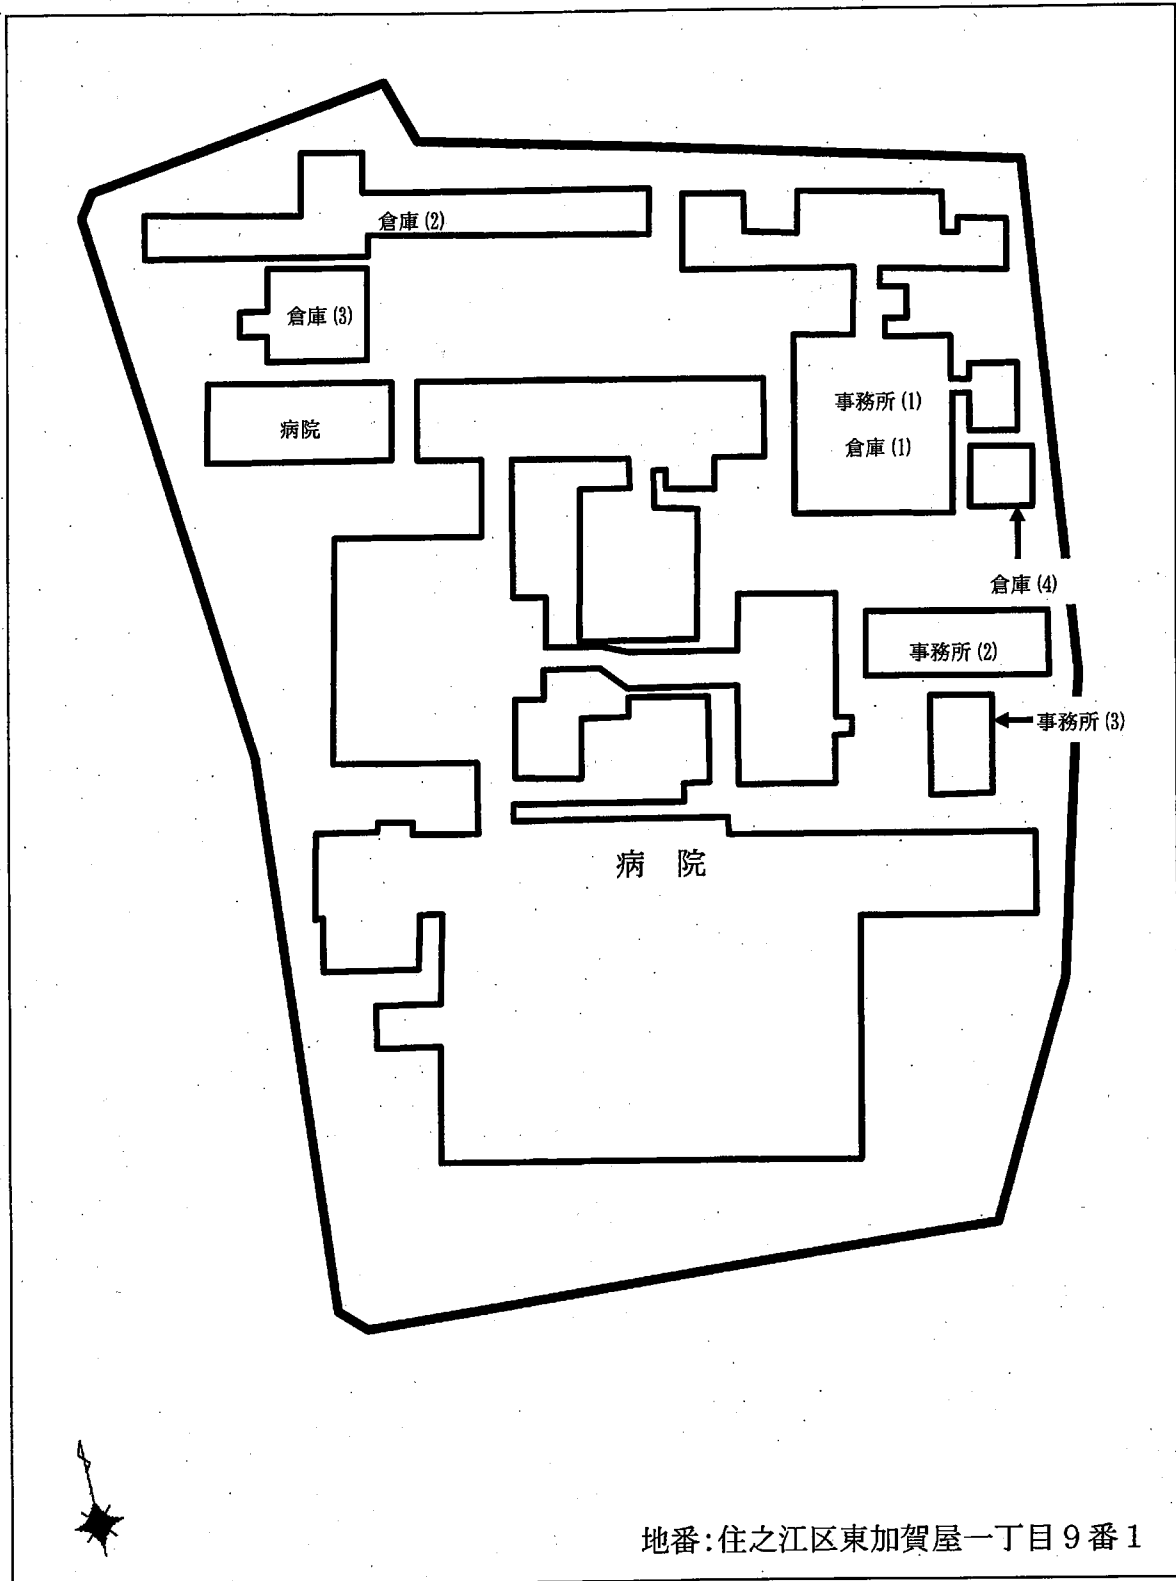 倉庫(2)
倉庫(3)
病院
事務所(1)
倉庫(1)
倉庫(4)
事務所(2)
事務所(3)
病 院
地番:住之江区東加賀屋一丁目9番1